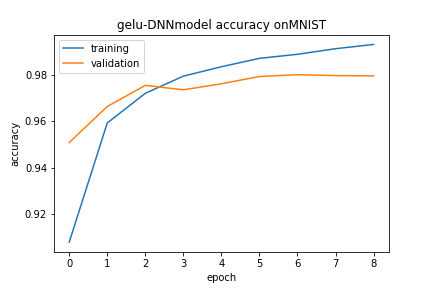 gelu-DNNmodel accuracy onMNIST
training
validation
0.98
0.96
0.94
0.92
accuracy
0 1 2 3 4 5 6 7 8
epoch